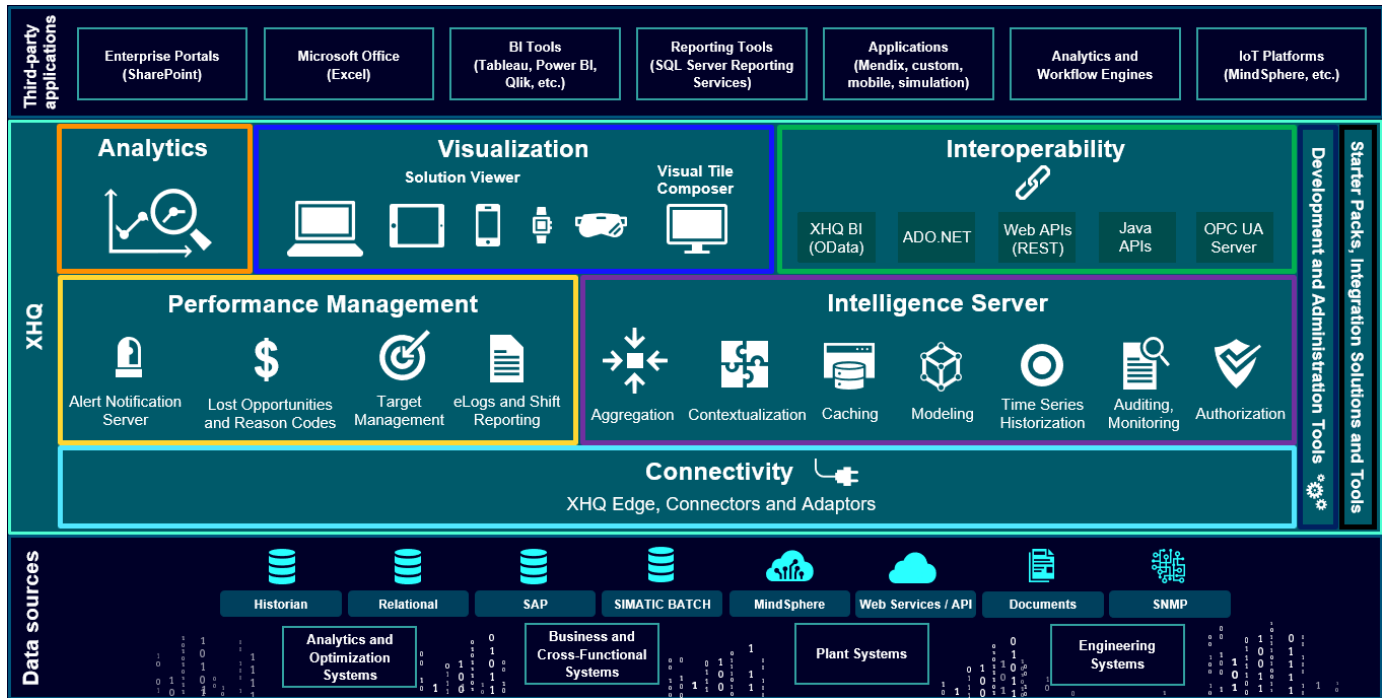 Third-party
applications
Enterprise Portals
(SharePoint)
Microsoft Office
(Excel)
BI Tools
(Tableau, Power BI,
Qlik, etc.)
Reporting Tools
(SQL Server Reporting
Services)
Applications
(Mendix, custom,
mobile, simulation)
Analytics and
Workflow Engines
IoT Platforms
(MindSphere, etc.)
XHQ
Analytics
Visualization
Solution Viewer
Visual Tile
Composer
Interoperability
XHQ BI
(OData)
ADO.NET
Web APIs
(REST)
Java
APIs
OPC UA
Server
Performance Management
Alert Notification
Server
$
Lost Opportunities
and Reason Codes
Target
Management
eLogs and Shift
Reporting
Intelligence Server
Aggregation
Contextualization
Caching
Modeling
Time Series
Historization
Auditing,
Monitoring
Authorization
Connectivity
XHQ Edge, Connectors and Adaptors
Development and Administration Tools
Starter Packs, Integration Solutions and Tools
Data sources
Historian
Relational
SAP
SIMATIC BATCH
MindSphere
Web Services / API
Documents
SNMP
Analytics and
Optimization
Systems
Business and
Cross-Functional
Systems
Plant Systems
Engineering
Systems